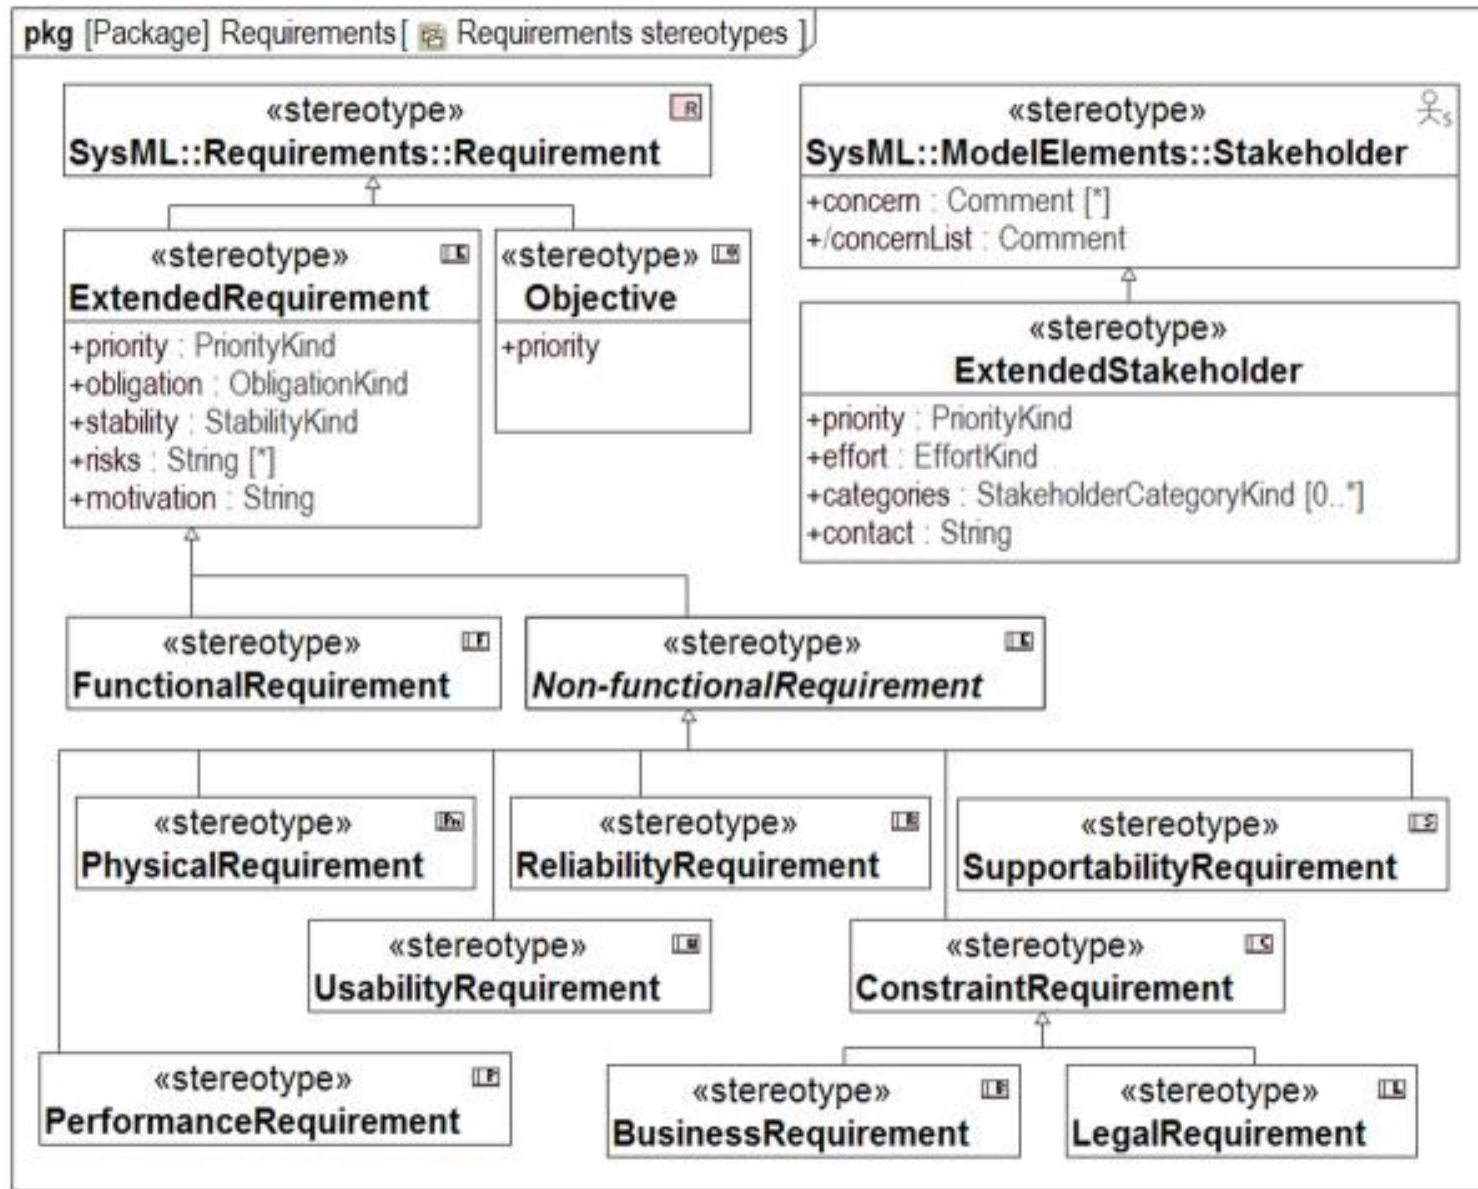 pkg [Package] Requirements [ Requirements stereotypes ]
«stereotype»
SysML::Requirements::Requirement
«stereotype»
SysML::ModelElements::Stakeholder
+concern : Comment [*]
+/concernList : Comment
«stereotype»
ExtendedRequirement
+priority : PriorityKind
+obligation : ObligationKind
+stability : StabilityKind
+risks : String [*]
+motivation : String
«stereotype»
Objective
+priority
«stereotype»
ExtendedStakeholder
+priority : PriorityKind
+effort : EffortKind
+categories : StakeholderCategoryKind [0..*]
+contact : String
«stereotype»
FunctionalRequirement
«stereotype»
Non-functionalRequirement
«stereotype»
PhysicalRequirement
«stereotype»
ReliabilityRequirement
«stereotype»
SupportabilityRequirement
«stereotype»
UsabilityRequirement
«stereotype»
ConstraintRequirement
«stereotype»
PerformanceRequirement
«stereotype»
BusinessRequirement
«stereotype»
LegalRequirement